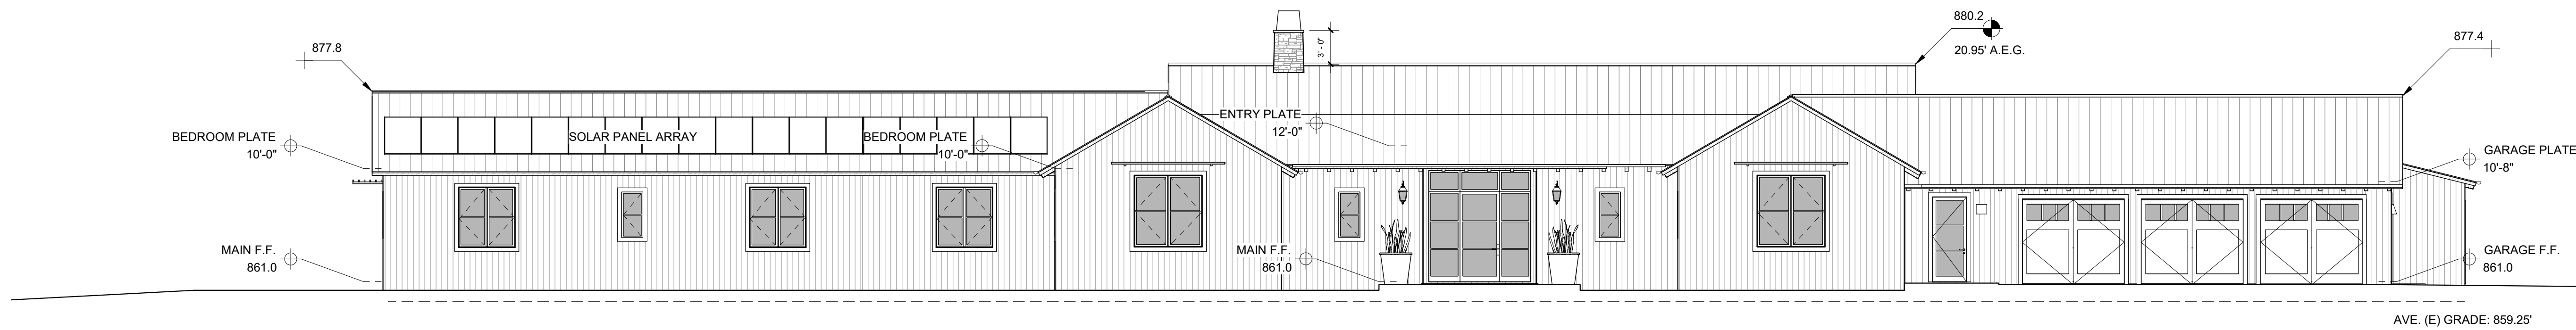 877.8
BEDROOM PLATE
10'-0"
MAIN F.F.
861.0
SOLAR PANEL ARRAY
BEDROOM PLATE
10'-0"
3' - 0"
ENTRY PLATE
12'-0"
MAIN F.F.
861.0
880.2
20.95' A.E.G.
877.4
GARAGE PLATE
10'-8"
GARAGE F.F.
861.0
AVE. (E) GRADE: 859.25'